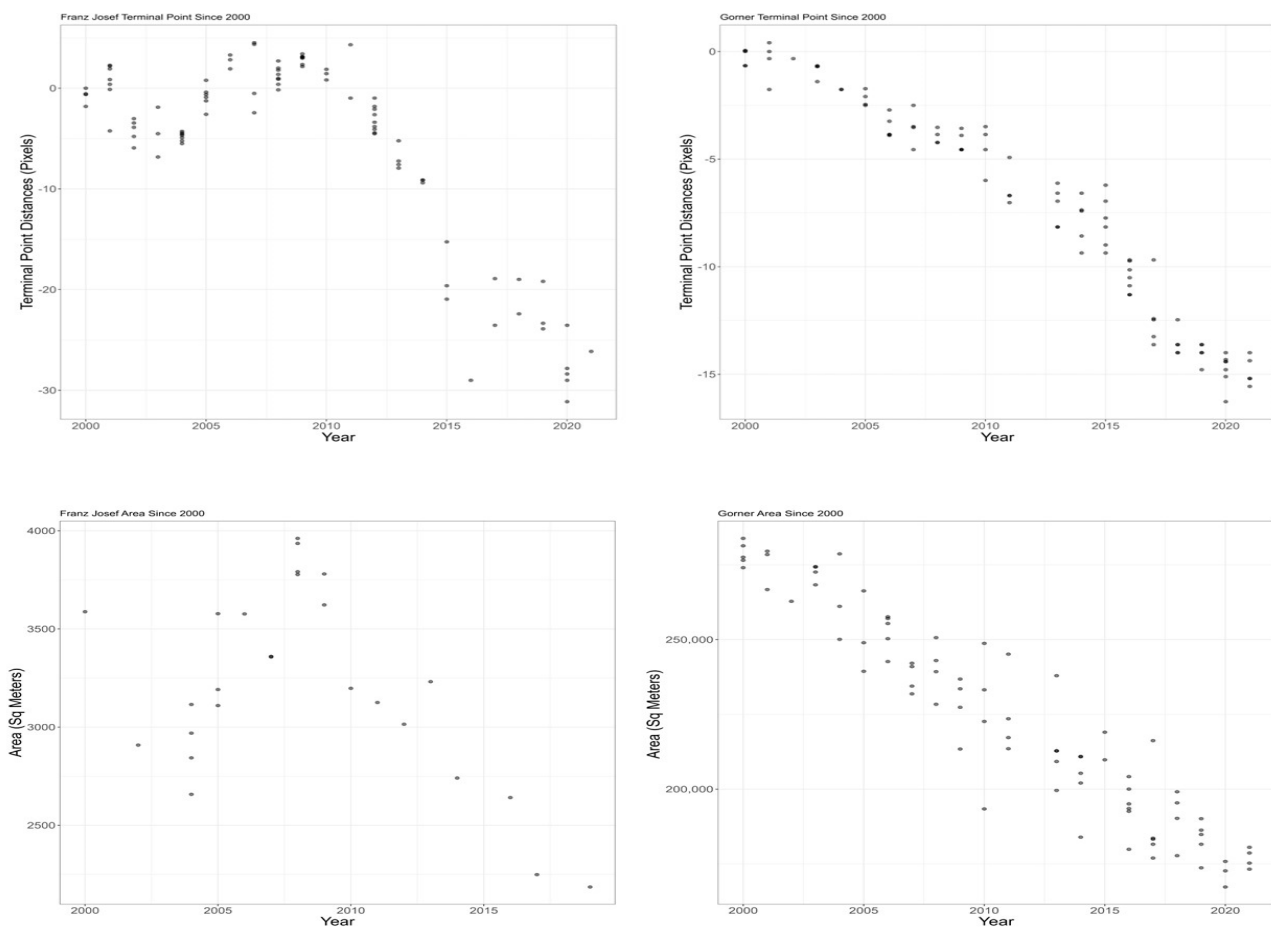 Franz Josef Terminal Point Since 2000
Terminal Point Distances (Pixels)
0
-10
-20
-30
2000 2005 2010 2015 2020
Year
Gorner Terminal Point Since 2000
Terminal Point Distances (Pixels)
0
-5
-10
-15
2000 2005 2010 2015 2020
Year
Franz Josef Area Since 2000
Area (Sq Meters)
4000
3500
3000
2500
2000 2005 2010 2015
Year
Gorner Area Since 2000
Area (Sq Meters)
250,000
200,000
2000 2005 2010 2015 2020
Year